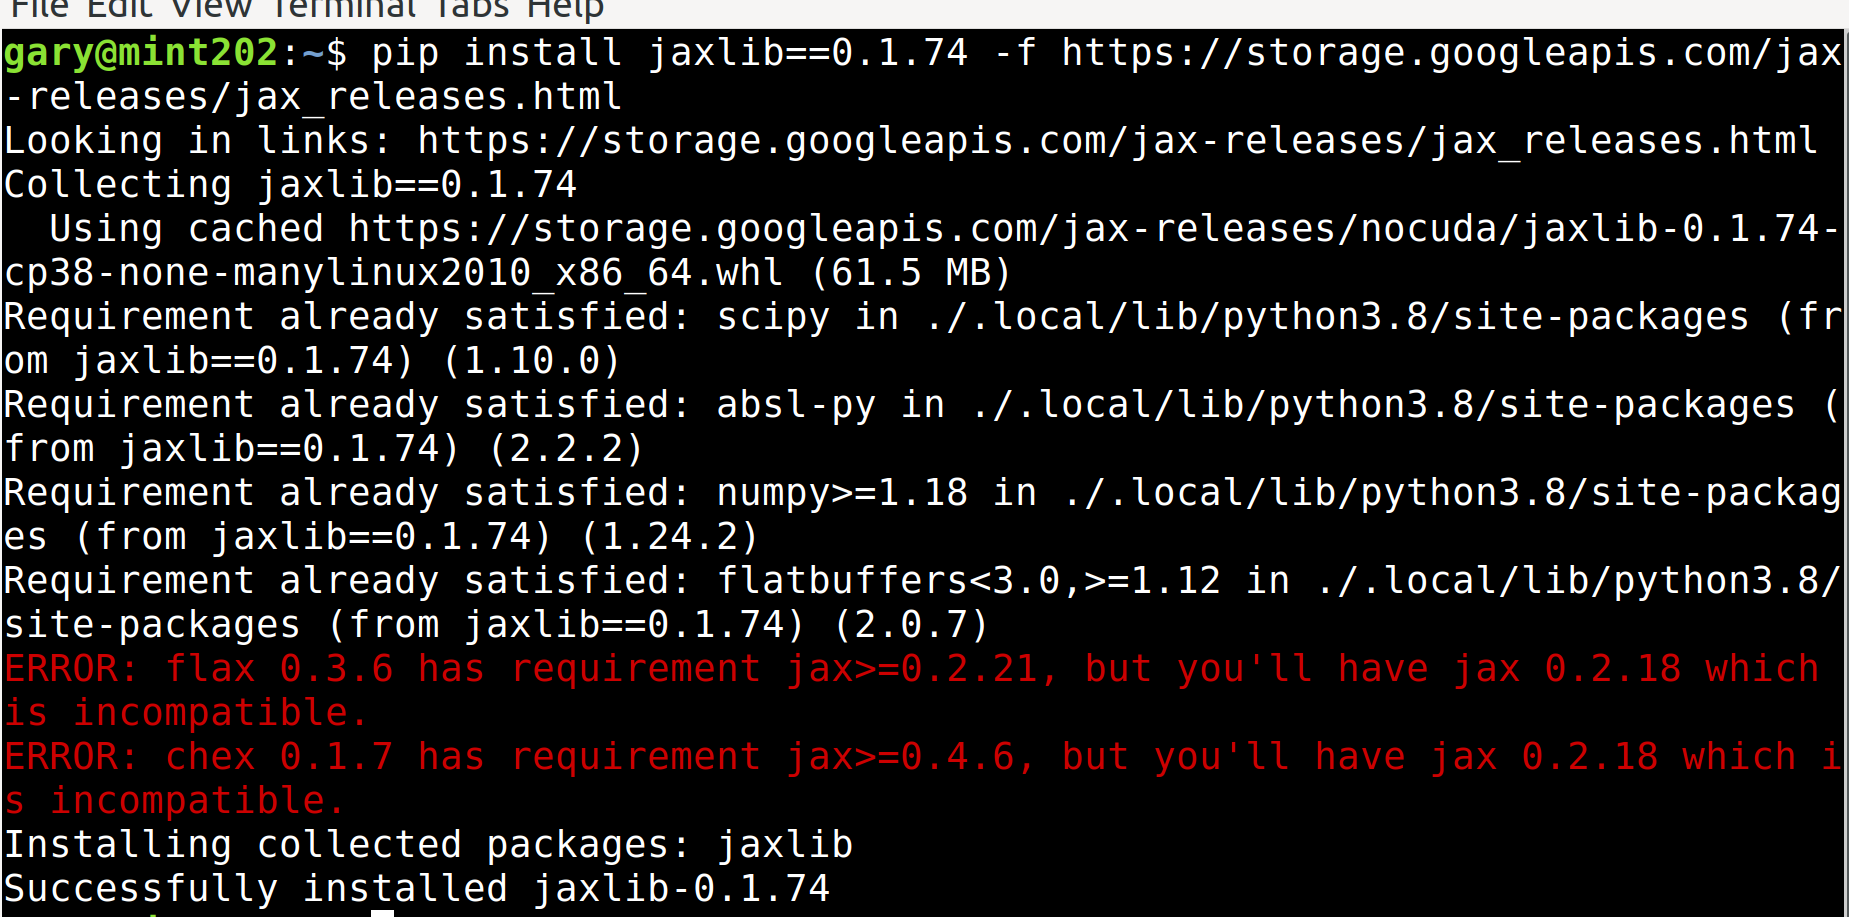 File Edit View Terminal Tabs Help
gary@mint202:~$ pip install jaxlib==0.1.74 -f https://storage.googleapis.com/jax
-releases/jax_releases.html
Looking in links: https://storage.googleapis.com/jax-releases/jax_releases.html
Collecting jaxlib==0.1.74
  Using cached https://storage.googleapis.com/jax-releases/nocuda/jaxlib-0.1.74-
cp38-none-manylinux2010_x86_64.whl (61.5 MB)
Requirement already satisfied: scipy in ./.local/lib/python3.8/site-packages (fr
om jaxlib==0.1.74) (1.10.0)
Requirement already satisfied: absl-py in ./.local/lib/python3.8/site-packages (
from jaxlib==0.1.74) (2.2.2)
Requirement already satisfied: numpy>=1.18 in ./.local/lib/python3.8/site-packag
es (from jaxlib==0.1.74) (1.24.2)
Requirement already satisfied: flatbuffers<3.0,>=1.12 in ./.local/lib/python3.8/
site-packages (from jaxlib==0.1.74) (2.0.7)
ERROR: flax 0.3.6 has requirement jax>=0.2.21, but you'll have jax 0.2.18 which
is incompatible.
ERROR: chex 0.1.7 has requirement jax>=0.4.6, but you'll have jax 0.2.18 which i
s incompatible.
Installing collected packages: jaxlib
Successfully installed jaxlib-0.1.74